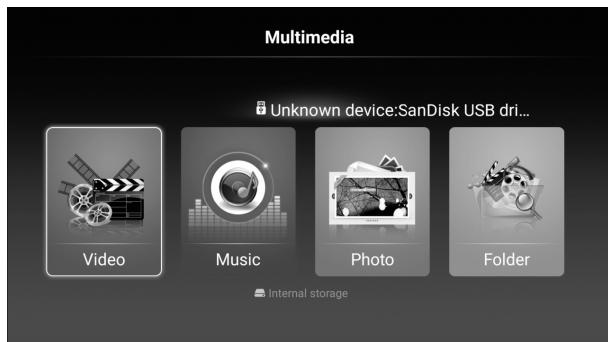 Multimedia
Unknown device:SanDisk USB dri...
Video
Music
Photo
Folder
Internal storage